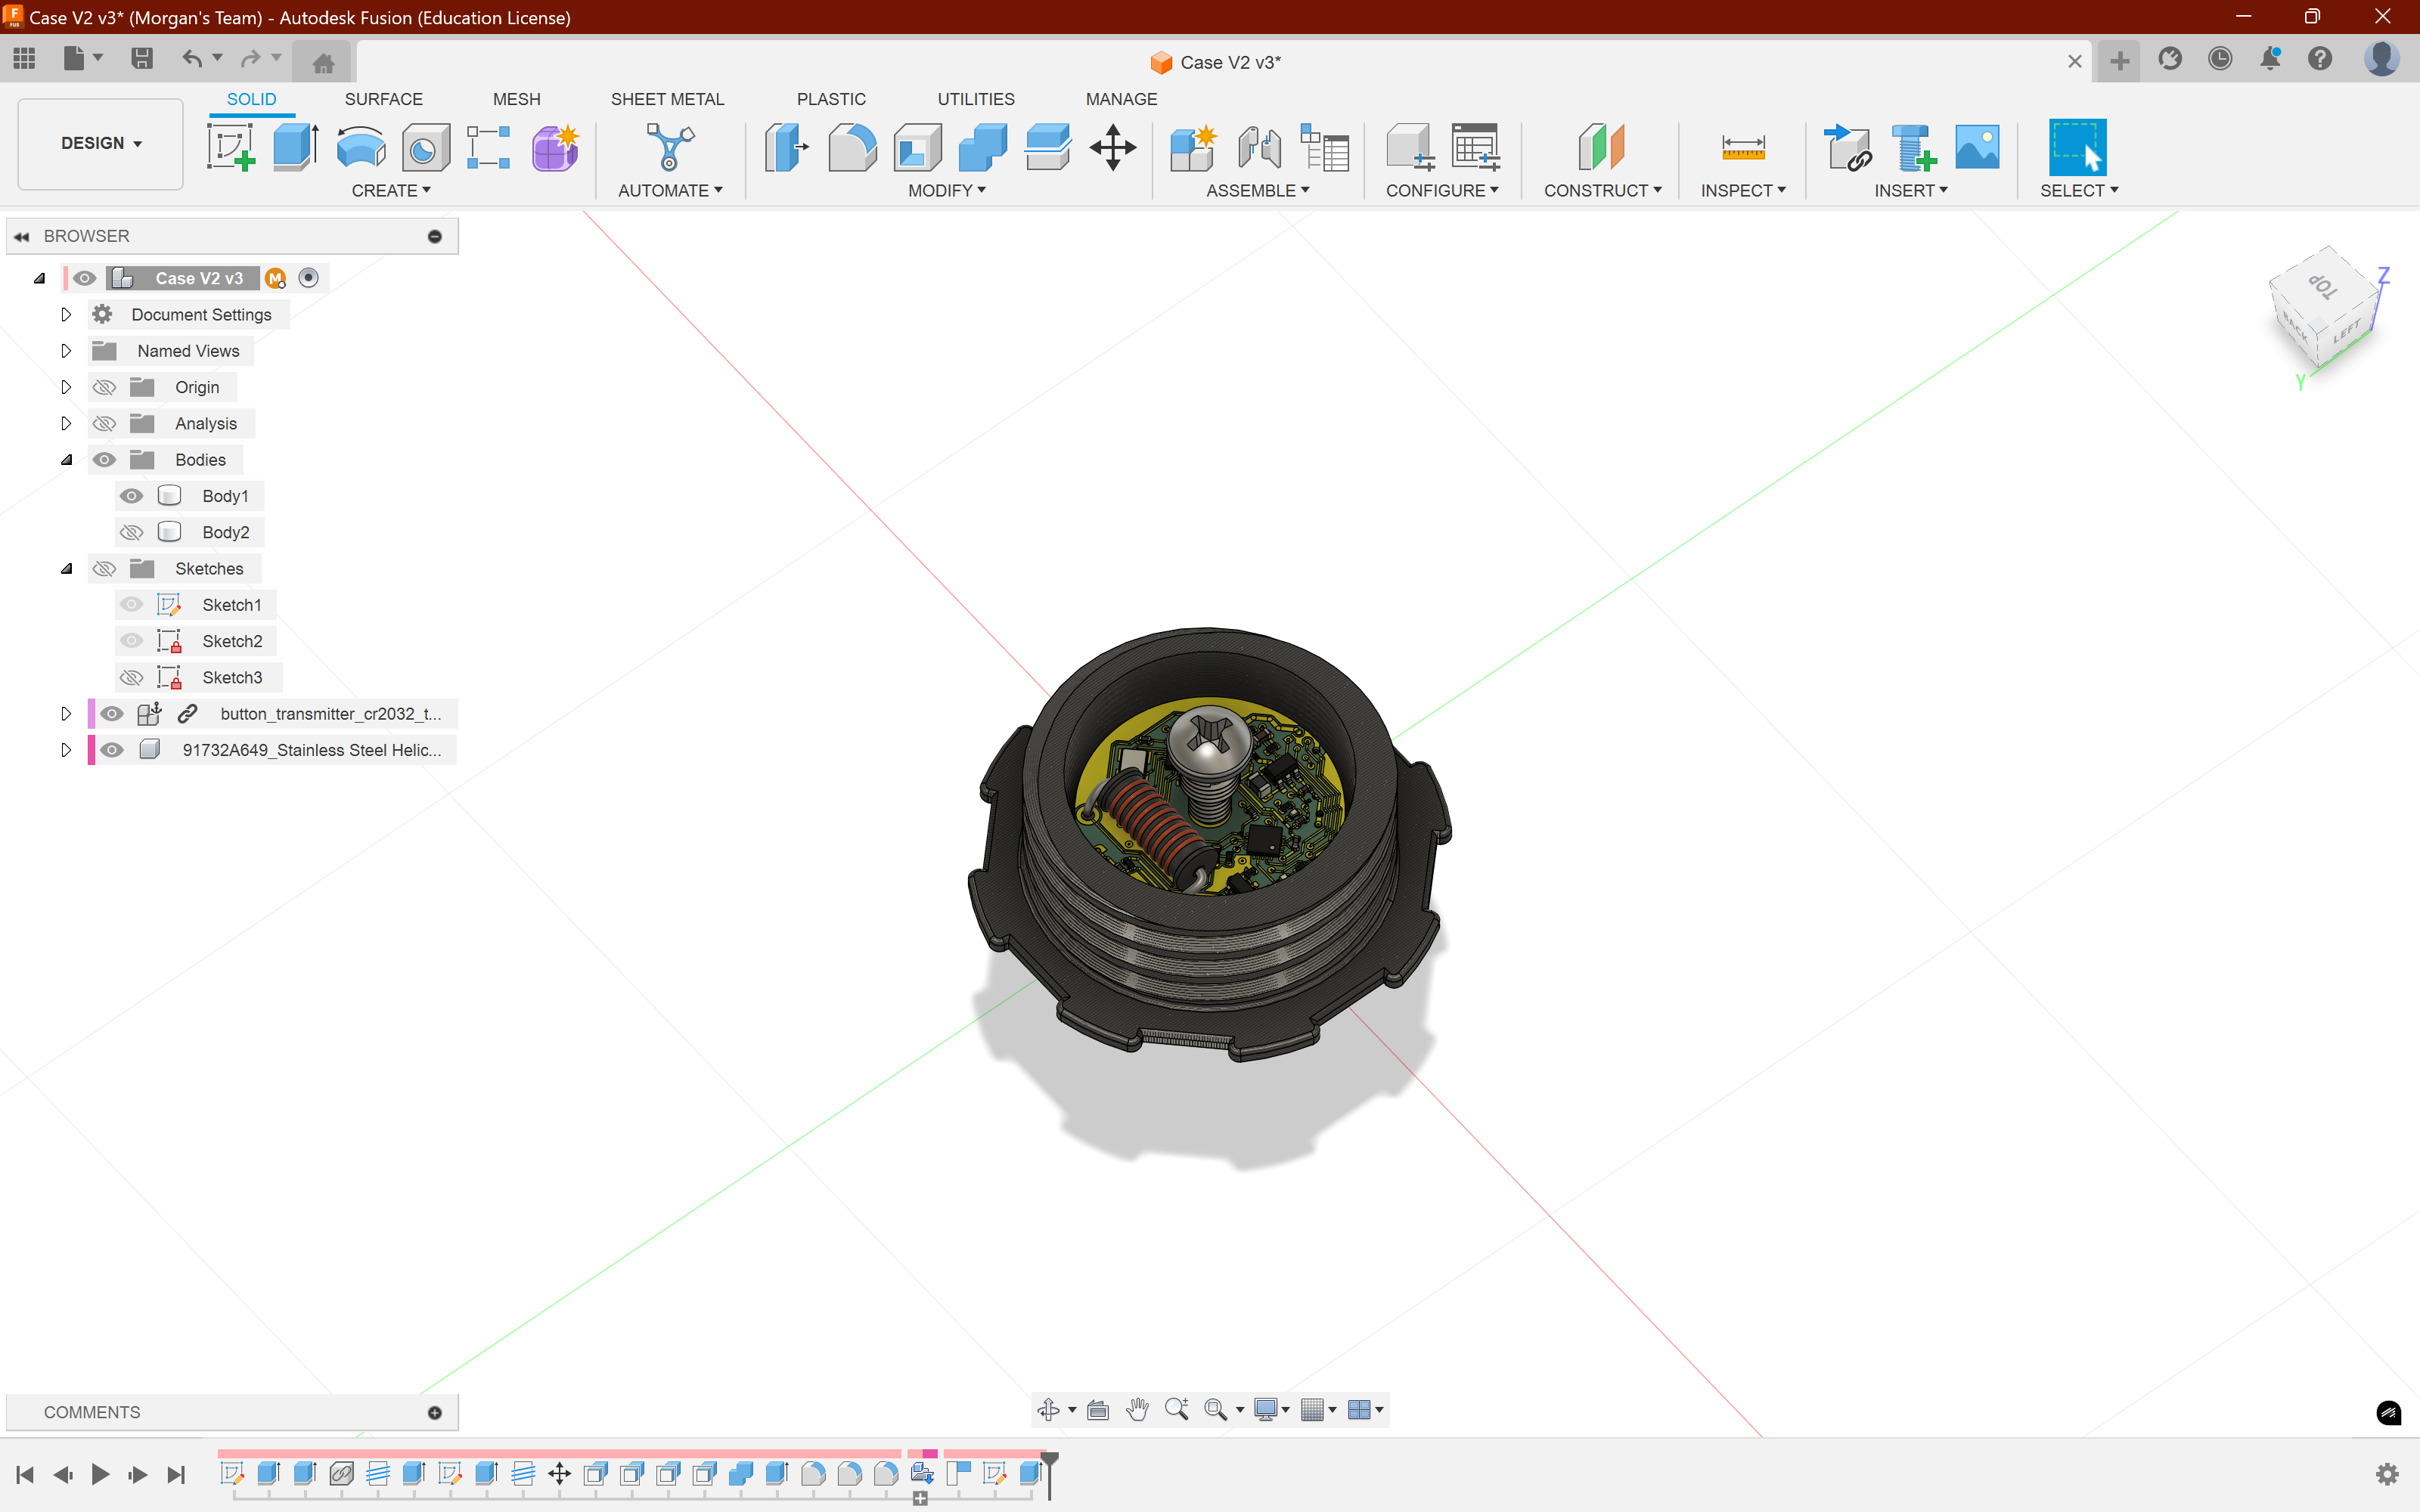 Case V2 v3* (Morgan's Team) - Autodesk Fusion (Education License)
Case V2 v3*
DESIGN
SOLID
SURFACE
MESH
SHEET METAL
PLASTIC
UTILITIES
MANAGE
CREATE
AUTOMATE
MODIFY
ASSEMBLE
CONFIGURE
CONSTRUCT
INSPECT
INSERT
SELECT
BROWSER
Case V2 v3
M
Document Settings
Named Views
Origin
Analysis
Bodies
Body1
Body2
Sketches
Sketch1
Sketch2
Sketch3
button_transmitter_cr2032_t...
91732A649_Stainless Steel Helic...
TOP
BACK
LEFT
Z
Y
COMMENTS